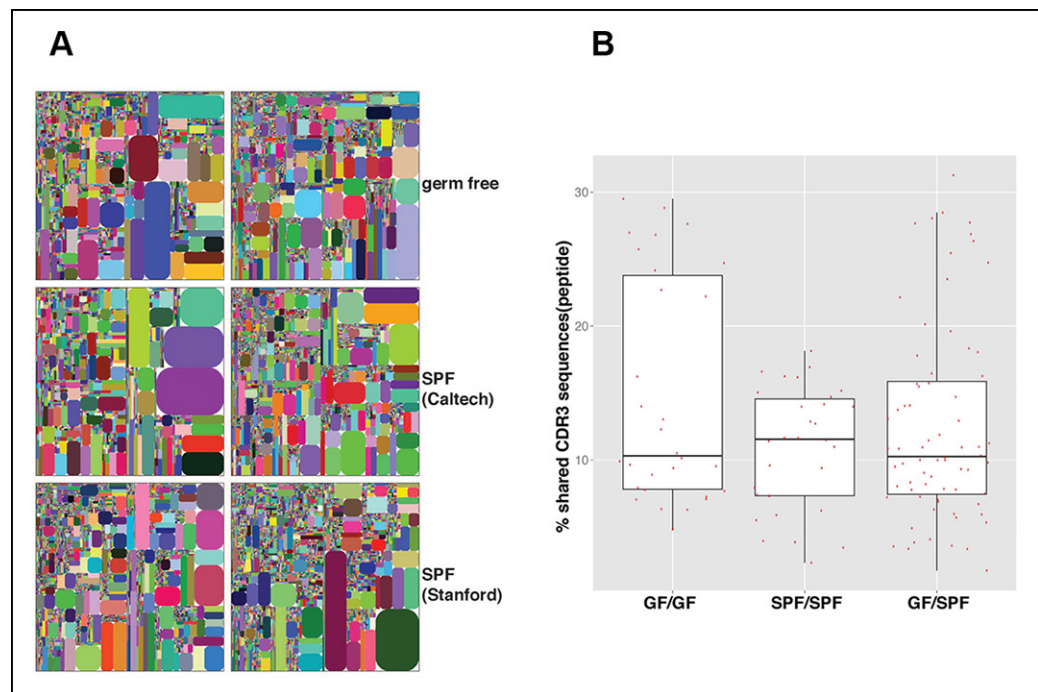 A
germ free
SPF
(Caltech)
SPF
(Stanford)
B
% shared CDR3 sequences(peptide)
30
20
10
GF/GF
SPF/SPF
GF/SPF